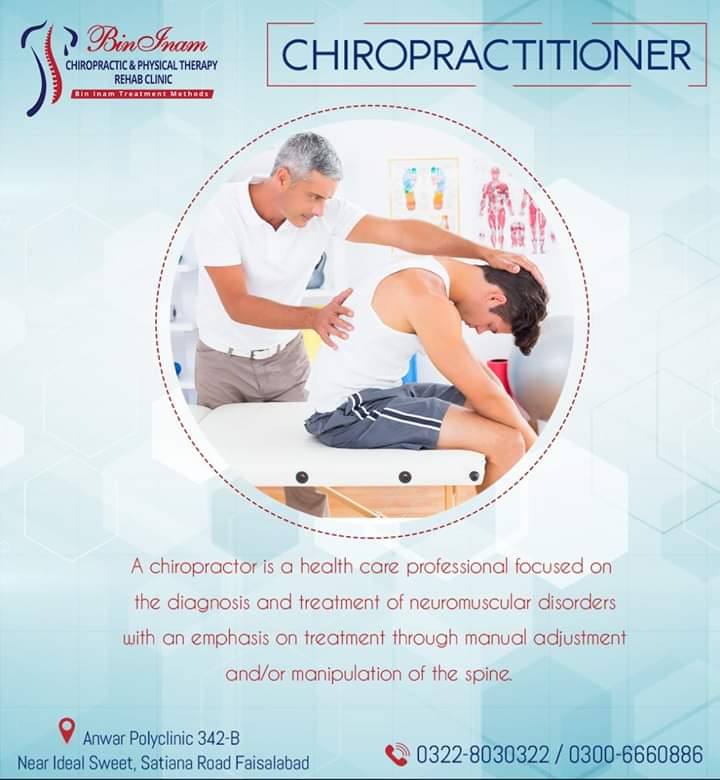 Bin Inam
CHIROPRACTIC & PHYSICAL THERAPY
REHAB CLINIC
Bin Inam Treatment Methods
CHIROPRACTITIONER
A chiropractor is a health care professional focused on
the diagnosis and treatment of neuromuscular disorders
with an emphasis on treatment through manual adjustment
and/or manipulation of the spine.
Anwar Polyclinic 342-B
Near Ideal Sweet, Satiana Road Faisalabad
0322-8030322 / 0300-6660886